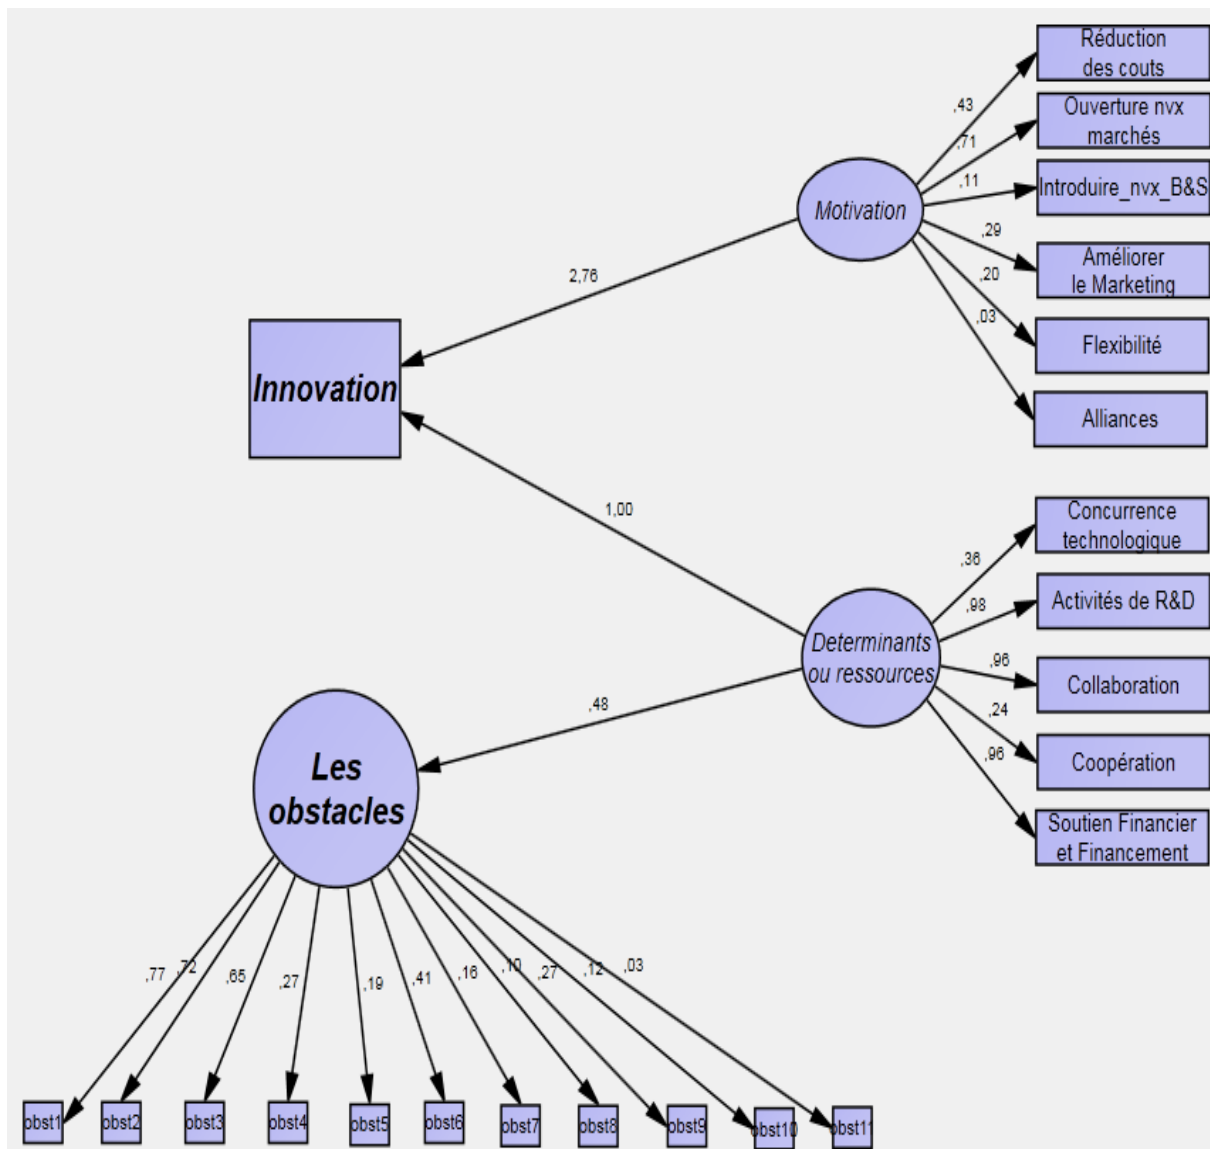 Réduction
des couts
,43
Ouverture nvx
marchés
,71
Introduire_nvx_B&S
,11
Motivation
,29
Améliorer
le Marketing
,20
2,76
,03
Flexibilité
Innovation
Alliances
1,00
Concurrence
technologique
,36
Activités de R&D
,98
Determinants
ou ressources
,96
Collaboration
,24
,48
Coopération
,96
Les
obstacles
Soutien Financier
et Financement
,77
,72
,65
,27
,19
,41
,16
,10
,27
,12
,03
obst1
obst2
obst3
obst4
obst5
obst6
obst7
obst8
obst9
obst10
obst11